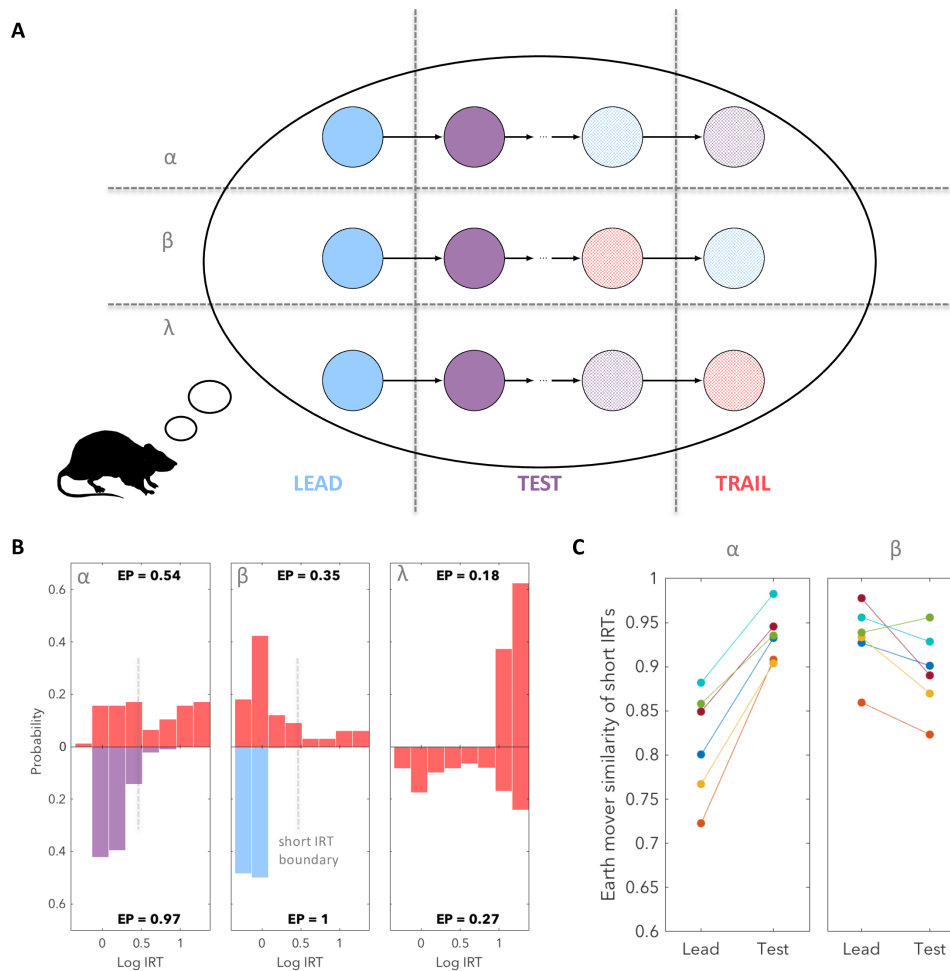 A
α
β
λ
...
...
...
LEAD
TEST
TRAIL
B
α
EP = 0.54
β
EP = 0.35
λ
EP = 0.18
0.6
0.4
0.2
0
0.2
0.4
0.6
Probability
short IRT
boundary
EP = 0.97
EP = 1
EP = 0.27
0
0.5
1
0
0.5
1
0
0.5
1
Log IRT
Log IRT
Log IRT
C
α
β
1
0.95
0.9
0.85
0.8
0.75
0.7
0.65
0.6
Earth mover similarity of short IRTs
Lead
Test
Lead
Test